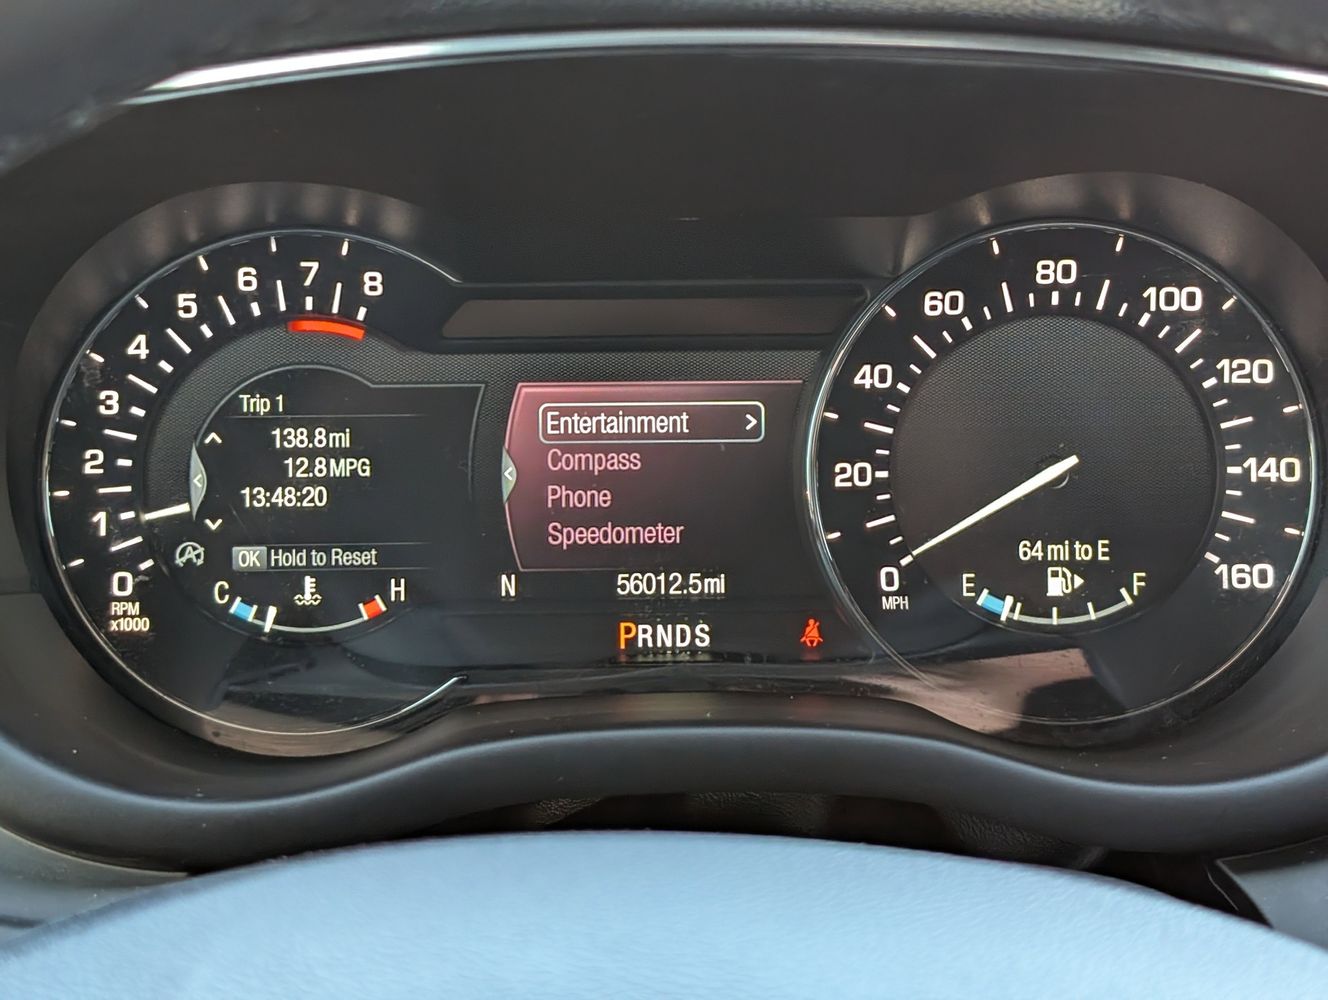 0
1
2
3
4
5
6
7
8
RPM
x1000
Trip 1
138.8mi
12.8MPG
13:48:20
OK Hold to Reset
C
H
A
Entertainment >
Compass
Phone
Speedometer
N
56012.5mi
PRNDS
0
20
40
60
80
100
120
140
160
MPH
64 mi to E
E
F